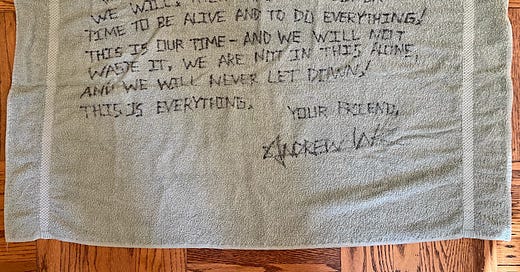 WE WILL
TIME TO BE ALIVE AND TO DO EVERYTHING!
THIS IS OUR TIME - AND WE WILL NOT
WASTE IT, WE ARE NOT IN THIS ALONE,
AND WE WILL NEVER LET DAWN!
THIS IS EVERYTHING. YOUR FRIEND,
ANDREW W.K.